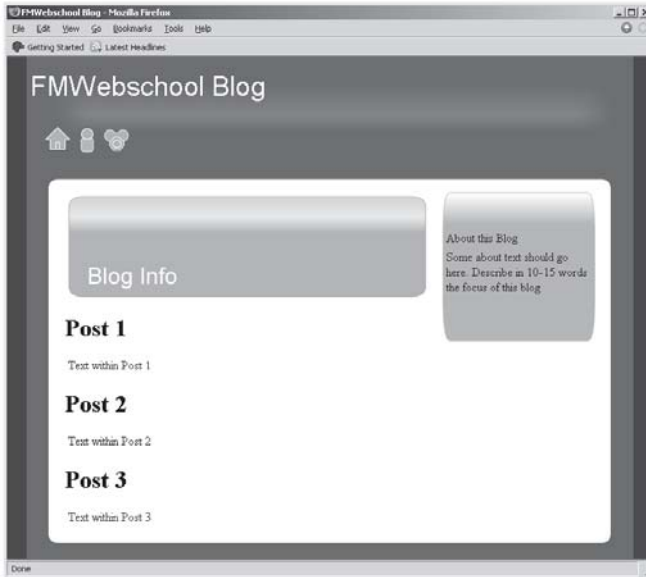 FMWebschool Blog - Mozilla Firefox
File Edit View Go Bookmarks Tools Help
Getting Started Latest Headlines
FMWebschool Blog
Blog Info
About this Blog
Some about text should go
here. Describe in 10-15 words
the focus of this blog
Post 1
Text within Post 1
Post 2
Text within Post 2
Post 3
Text within Post 3
Done